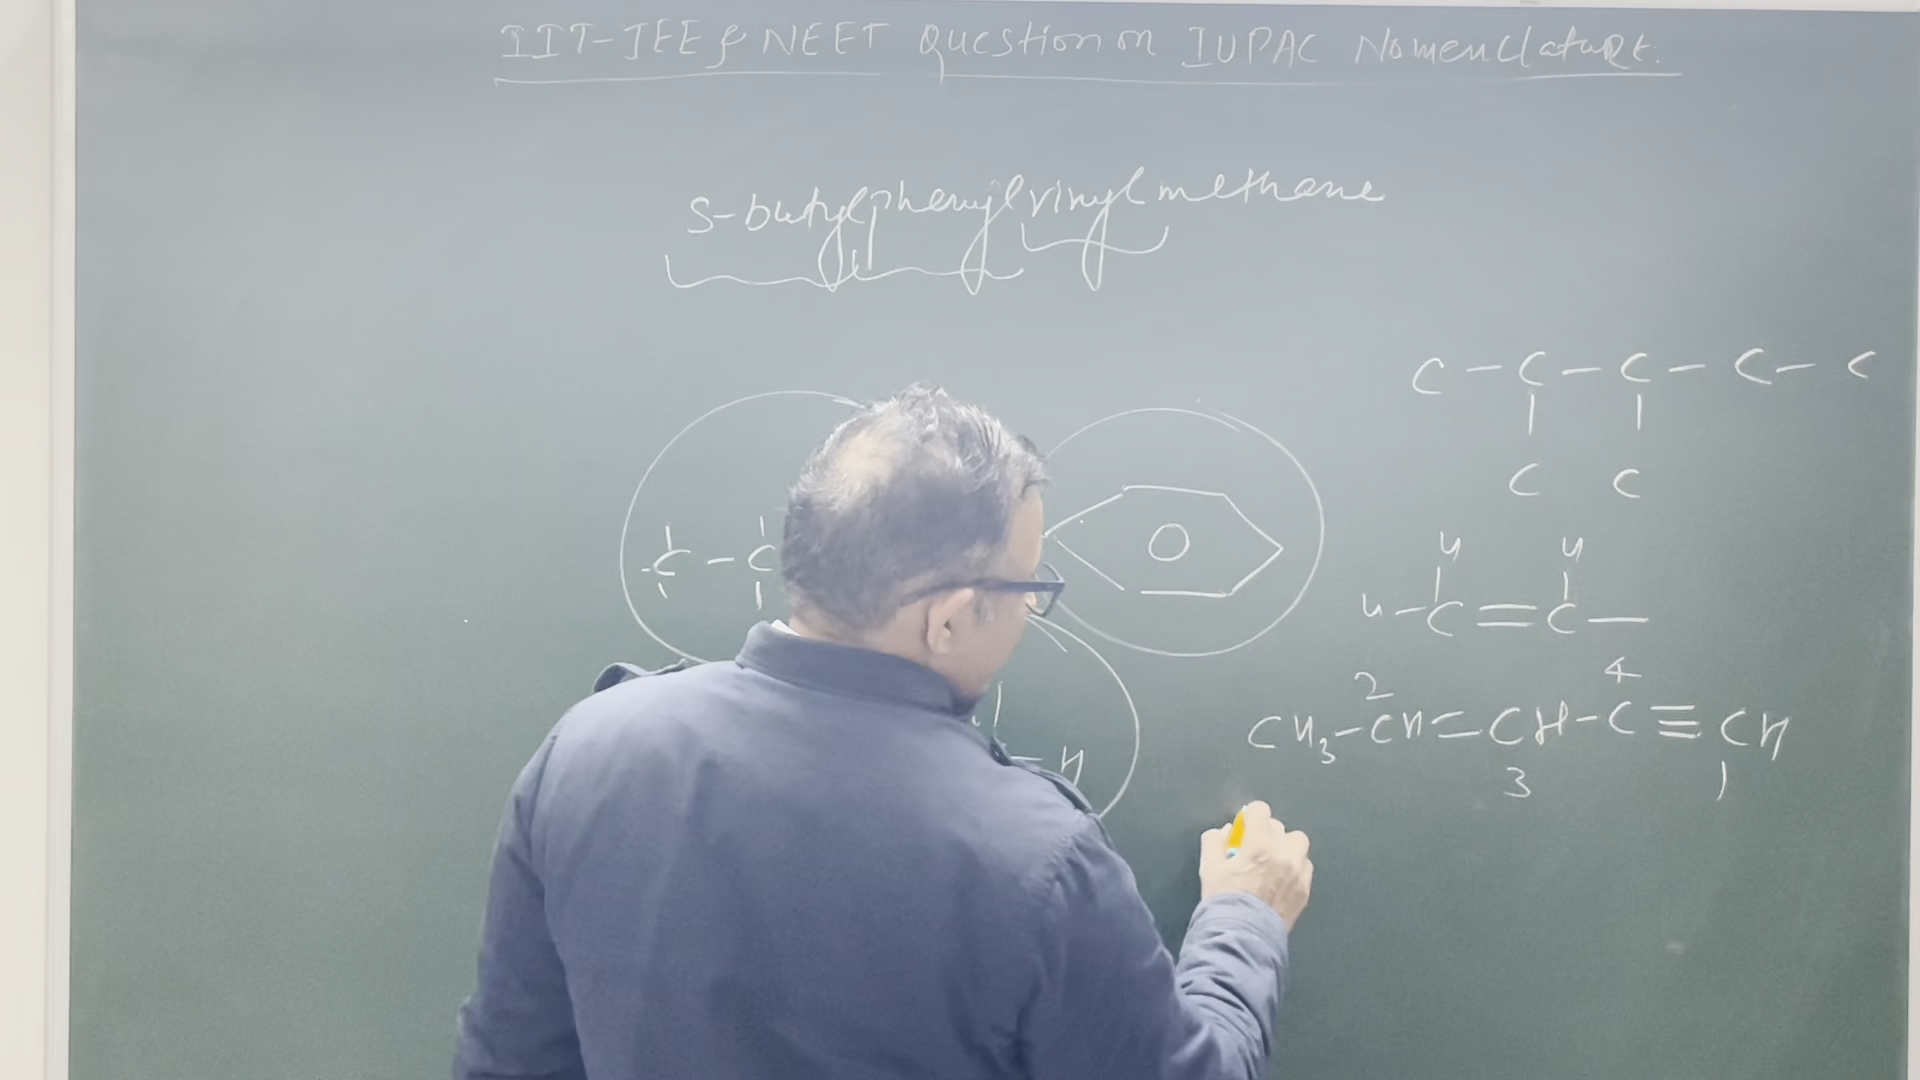 IIT-JEE & NEET Question on IUPAC Nomenclature.
s-butylphenylvinylmethane
C - C - C - C - C
C C
H H
H - C = C -
C - C
2 4
CH3 - CH = CH - C ≡ CH
3 1
- H